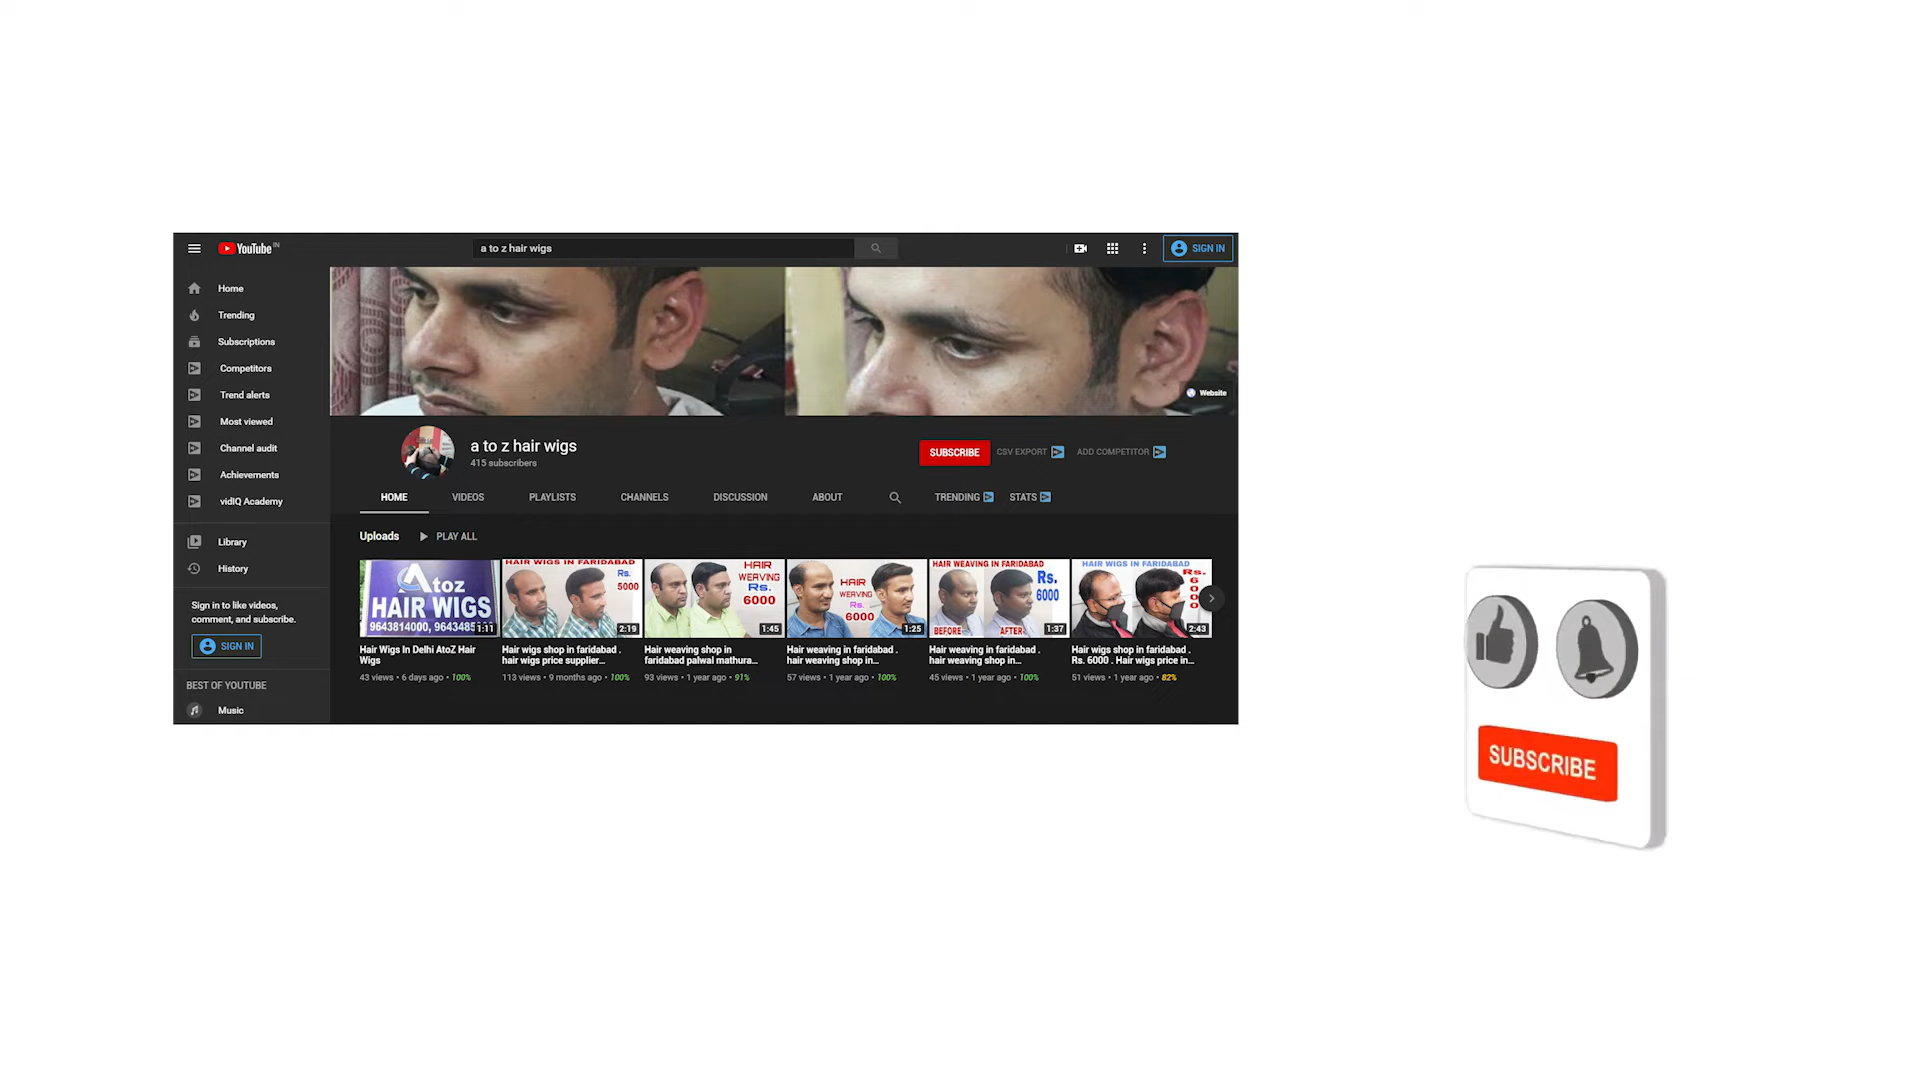 YouTube IN
a to z hair wigs
SIGN IN
Home
Trending
Subscriptions
Competitors
Trend alerts
Most viewed
Channel audit
Achievements
vidIQ Academy
Library
History
Sign in to like videos,
comment, and subscribe.
SIGN IN
BEST OF YOUTUBE
Music
Website
a to z hair wigs
415 subscribers
SUBSCRIBE
CSV EXPORT
ADD COMPETITOR
HOME VIDEOS PLAYLISTS CHANNELS DISCUSSION ABOUT TRENDING STATS
Uploads PLAY ALL
Atoz
HAIR WIGS
9643814000, 964348
1:11
Hair Wigs In Delhi AtoZ Hair
Wigs
43 views • 6 days ago • 100%
HAIR WIGS IN FARIDABAD
Rs.
5000
2:19
Hair wigs shop in faridabad .
hair wigs price supplier...
113 views • 9 months ago • 100%
HAIR
WERVING
Rs.
6000
1:45
Hair weaving shop in
faridabad palwal mathura...
93 views • 1 year ago • 91%
HAIR
WERVING
Rs.
6000
1:25
Hair weaving in faridabad .
hair weaving shop in...
57 views • 1 year ago • 100%
HAIR WEAVING IN FARIDABAD
Rs.
6000
BEFORE AFTER
1:37
Hair weaving in faridabad .
hair weaving shop in...
45 views • 1 year ago • 100%
HAIR WIGS IN FARIDABAD
Rs.
6
0
0
0
2:43
Hair wigs shop in faridabad .
Rs. 6000 . Hair wigs price in...
51 views • 1 year ago • 82%
SUBSCRIBE